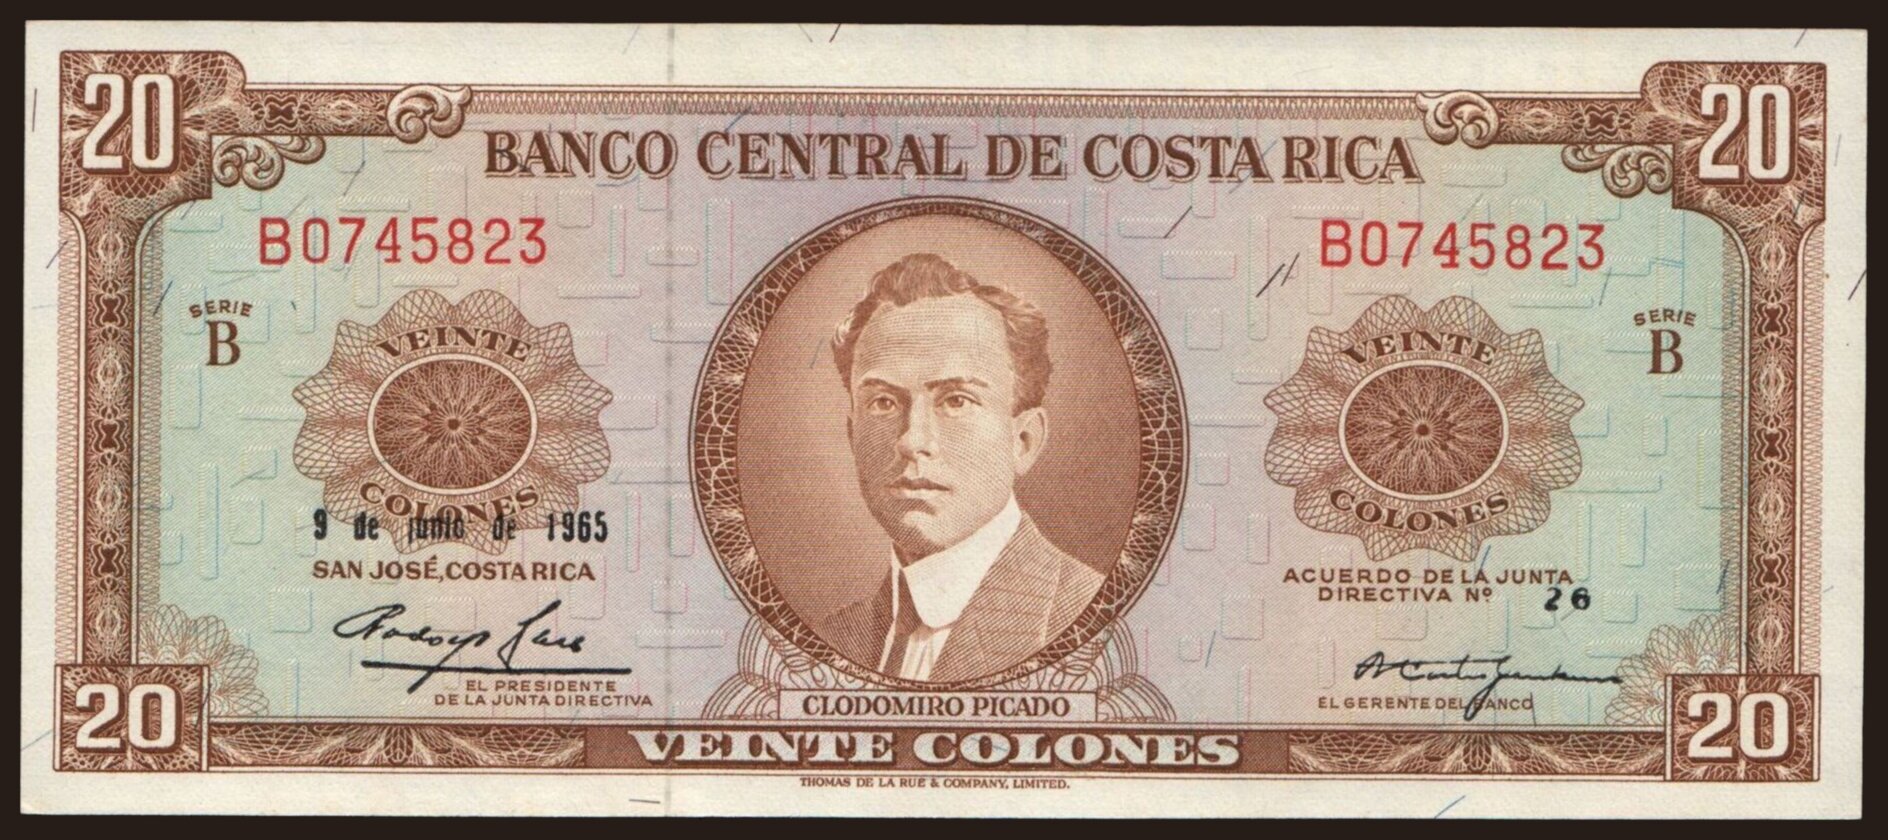 20
20
BANCO CENTRAL DE COSTA RICA
B0745823
B0745823
SERIE
B
SERIE
B
VEINTE
COLONES
VEINTE
COLONES
9 de junio de 1965
SAN JOSÉ, COSTA RICA
ACUERDO DE LA JUNTA
DIRECTIVA Nº 26
EL PRESIDENTE
DE LA JUNTA DIRECTIVA
EL GERENTE DEL BANCO
CLODOMIRO PICADO
20
VEINTE COLONES
20
THOMAS DE LA RUE & COMPANY, LIMITED.